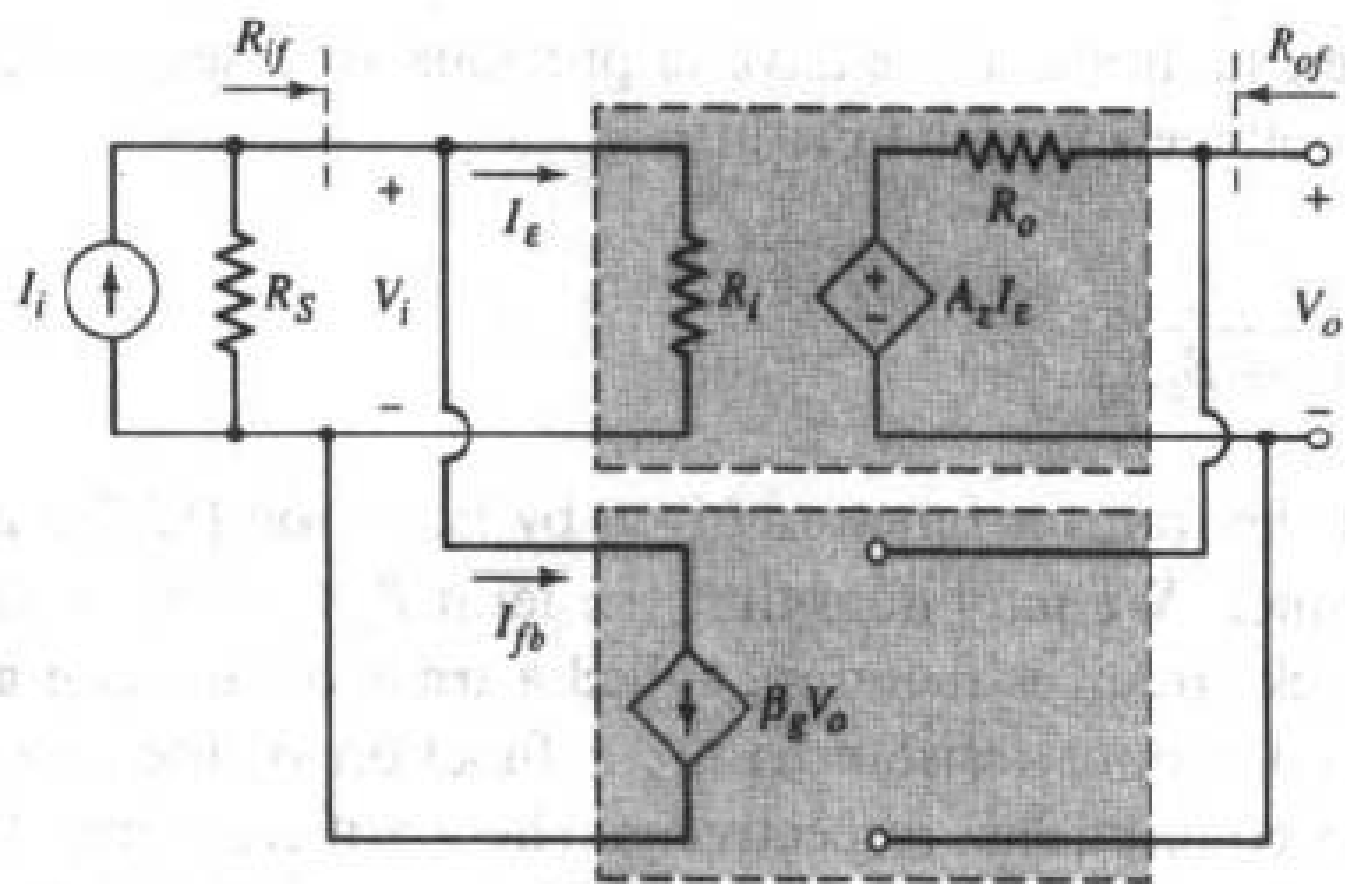 R_if
R_of
I_i
R_S
+
V_i
−
I_ε
R_i
R_o
+
−
A_z I_ε
+
V_o
−
I_fb
β_g V_o